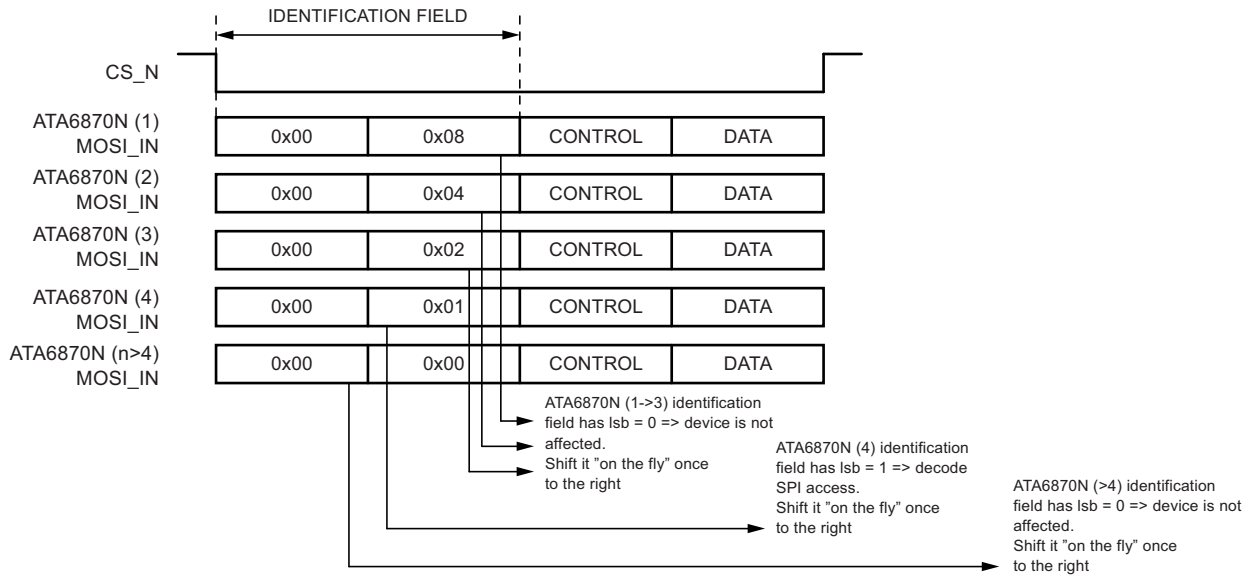 IDENTIFICATION FIELD
CS_N
ATA6870N (1)
MOSI_IN
0x00 0x08 CONTROL DATA
ATA6870N (2)
MOSI_IN
0x00 0x04 CONTROL DATA
ATA6870N (3)
MOSI_IN
0x00 0x02 CONTROL DATA
ATA6870N (4)
MOSI_IN
0x00 0x01 CONTROL DATA
ATA6870N (n>4)
MOSI_IN
0x00 0x00 CONTROL DATA
ATA6870N (1->3) identification
field has lsb = 0 => device is not
affected.
Shift it "on the fly" once
to the right
ATA6870N (4) identification
field has lsb = 1 => decode
SPI access.
Shift it "on the fly" once
to the right
ATA6870N (>4) identification
field has lsb = 0 => device is not
affected.
Shift it "on the fly" once
to the right